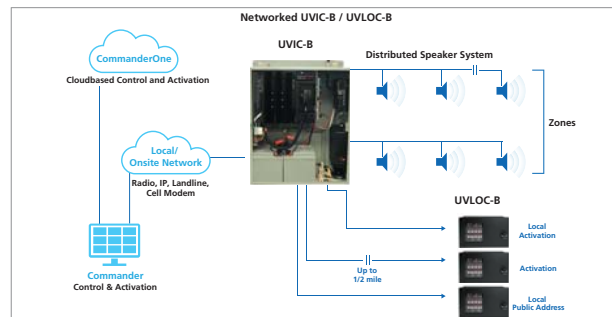 Networked UVIC-B / UVLOC-B
UVIC-B
CommanderOne
Cloudbased Control and Activation
Distributed Speaker System
Zones
Local/
Onsite Network
Radio, IP, Landline,
Cell Modem
Commander
Control & Activation
UVLOC-B
Local
Activation
Up to
1/2 mile
Activation
Local
Public Address